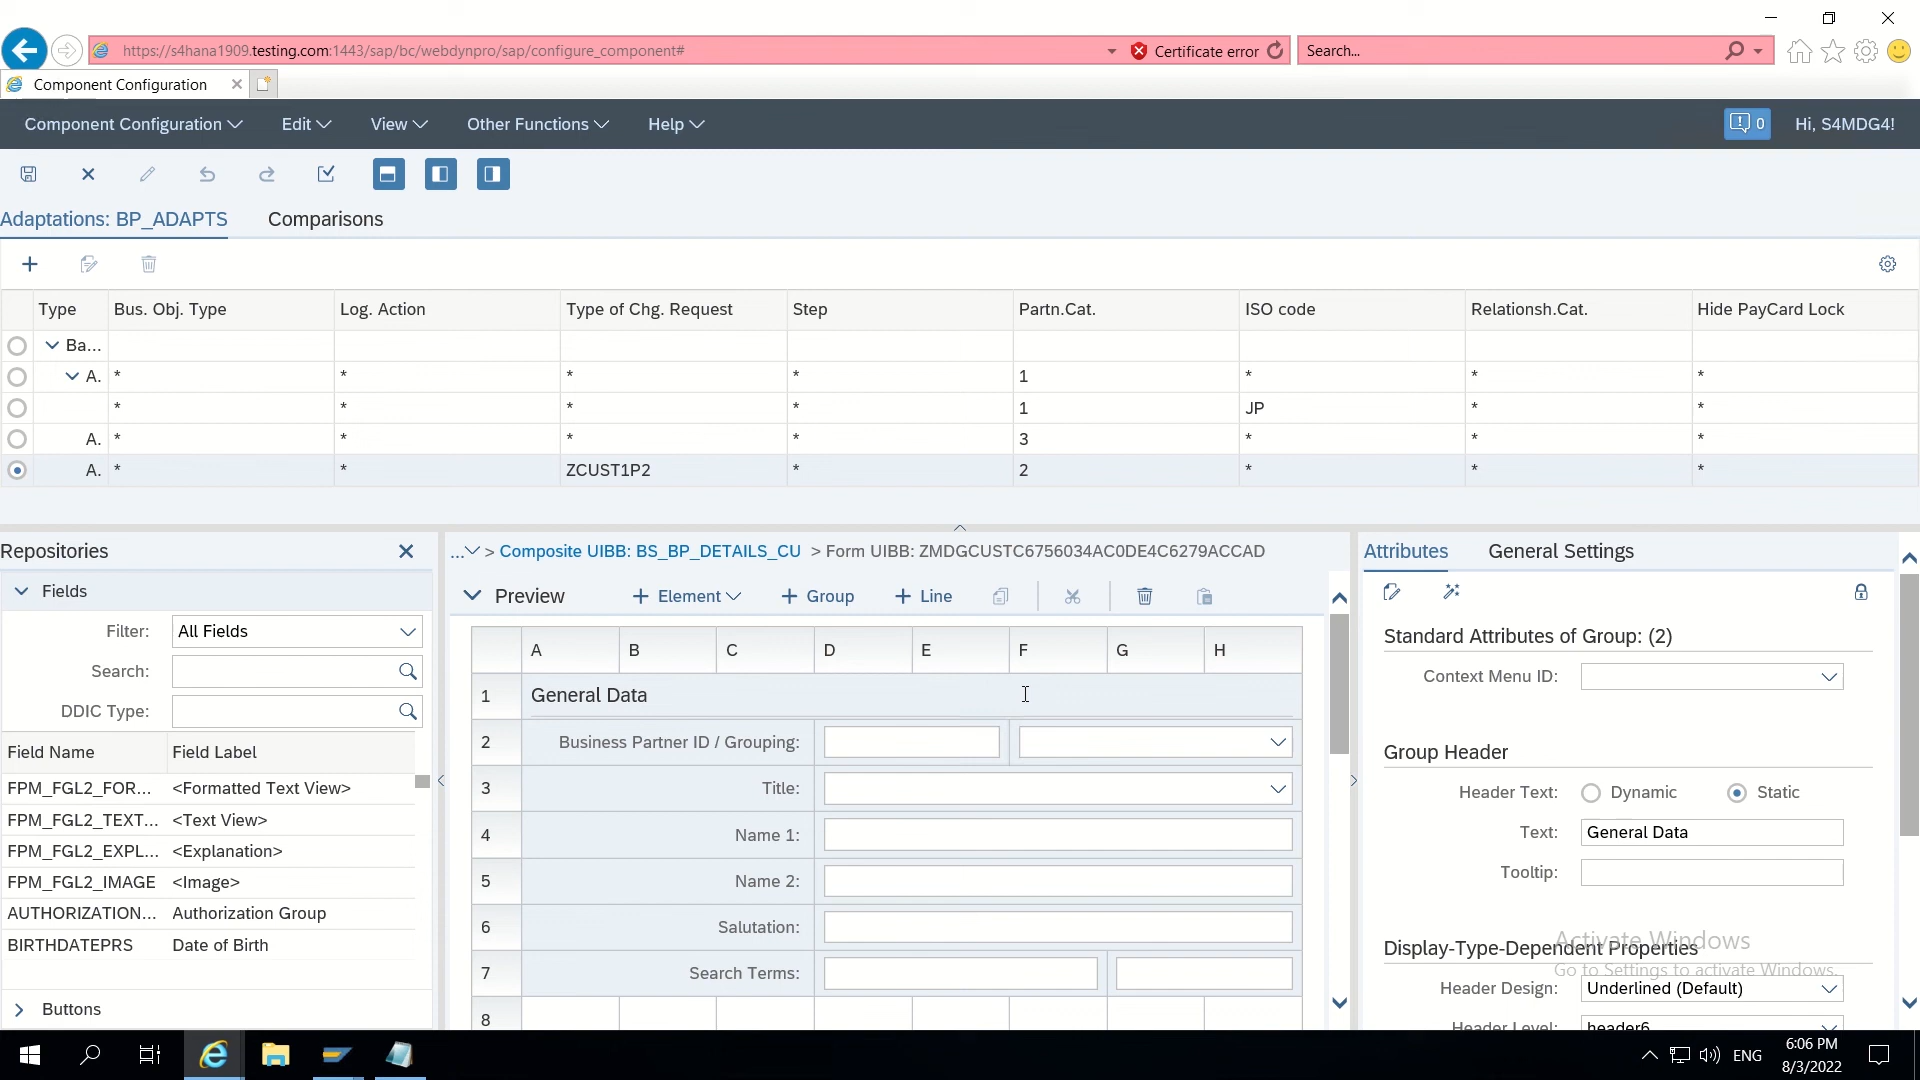 https://s4hana1909.testing.com:1443/sap/bc/webdynpro/sap/configure_component#
Certificate error
Search...
Component Configuration
Component Configuration Edit View Other Functions Help
0
Hi, S4MDG4!
Adaptations: BP_ADAPTS Comparisons
Type Bus. Obj. Type Log. Action Type of Chg. Request Step Partn.Cat. ISO code Relationsh.Cat. Hide PayCard Lock
Ba...
A. * * * * 1 * * *
* * * * 1 JP * *
A. * * * * 3 * * *
A. * * ZCUST1P2 * 2 * * *
Repositories
Fields
Filter: All Fields
Search:
DDIC Type:
Field Name Field Label
FPM_FGL2_FOR... <Formatted Text View>
FPM_FGL2_TEXT... <Text View>
FPM_FGL2_EXPL... <Explanation>
FPM_FGL2_IMAGE <Image>
AUTHORIZATION... Authorization Group
BIRTHDATEPRS Date of Birth
Buttons
... > Composite UIBB: BS_BP_DETAILS_CU > Form UIBB: ZMDGCUSTC6756034AC0DE4C6279ACCAD
Preview + Element + Group + Line
A B C D E F G H
1 General Data
2 Business Partner ID / Grouping:
3 Title:
4 Name 1:
5 Name 2:
6 Salutation:
7 Search Terms:
8
Attributes General Settings
Standard Attributes of Group: (2)
Context Menu ID:
Group Header
Header Text: Dynamic Static
Text: General Data
Tooltip:
Display-Type-Dependent Properties
Header Design: Underlined (Default)
Header Level: header6
Activate Windows
Go to Settings to activate Windows.
ENG
6:06 PM
8/3/2022